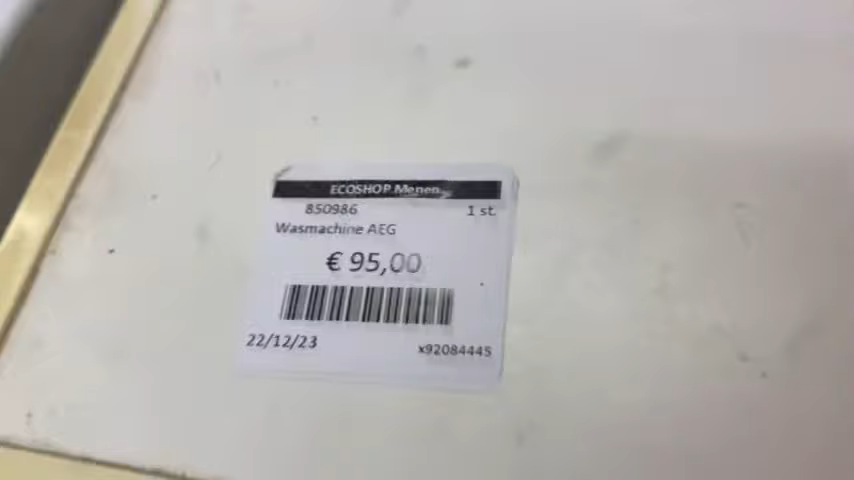 ECOSHOP Menen
850986 1 st.
Wasmachine AEG
€ 95,00
22/12/23 x92084445